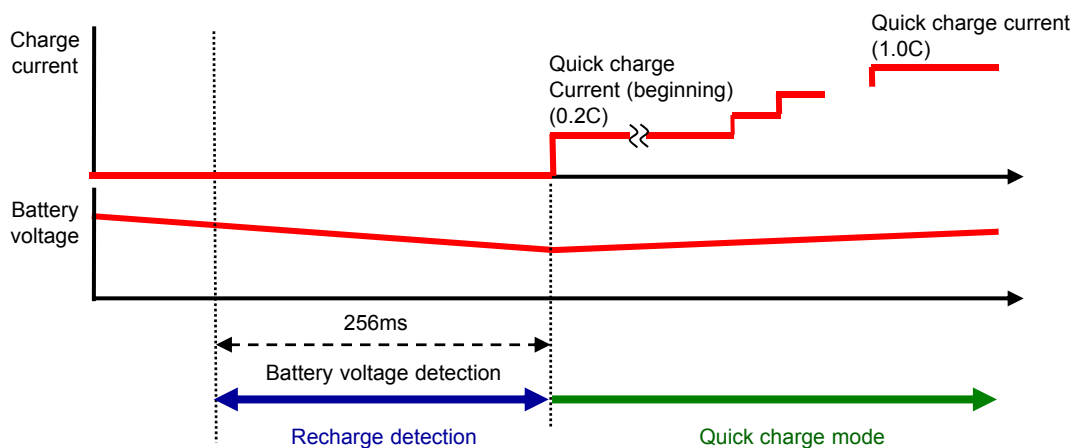 Charge
current
Quick charge
Current (beginning)
(0.2C)
Quick charge current
(1.0C)
Battery
voltage
256ms
Battery voltage detection
Recharge detection
Quick charge mode